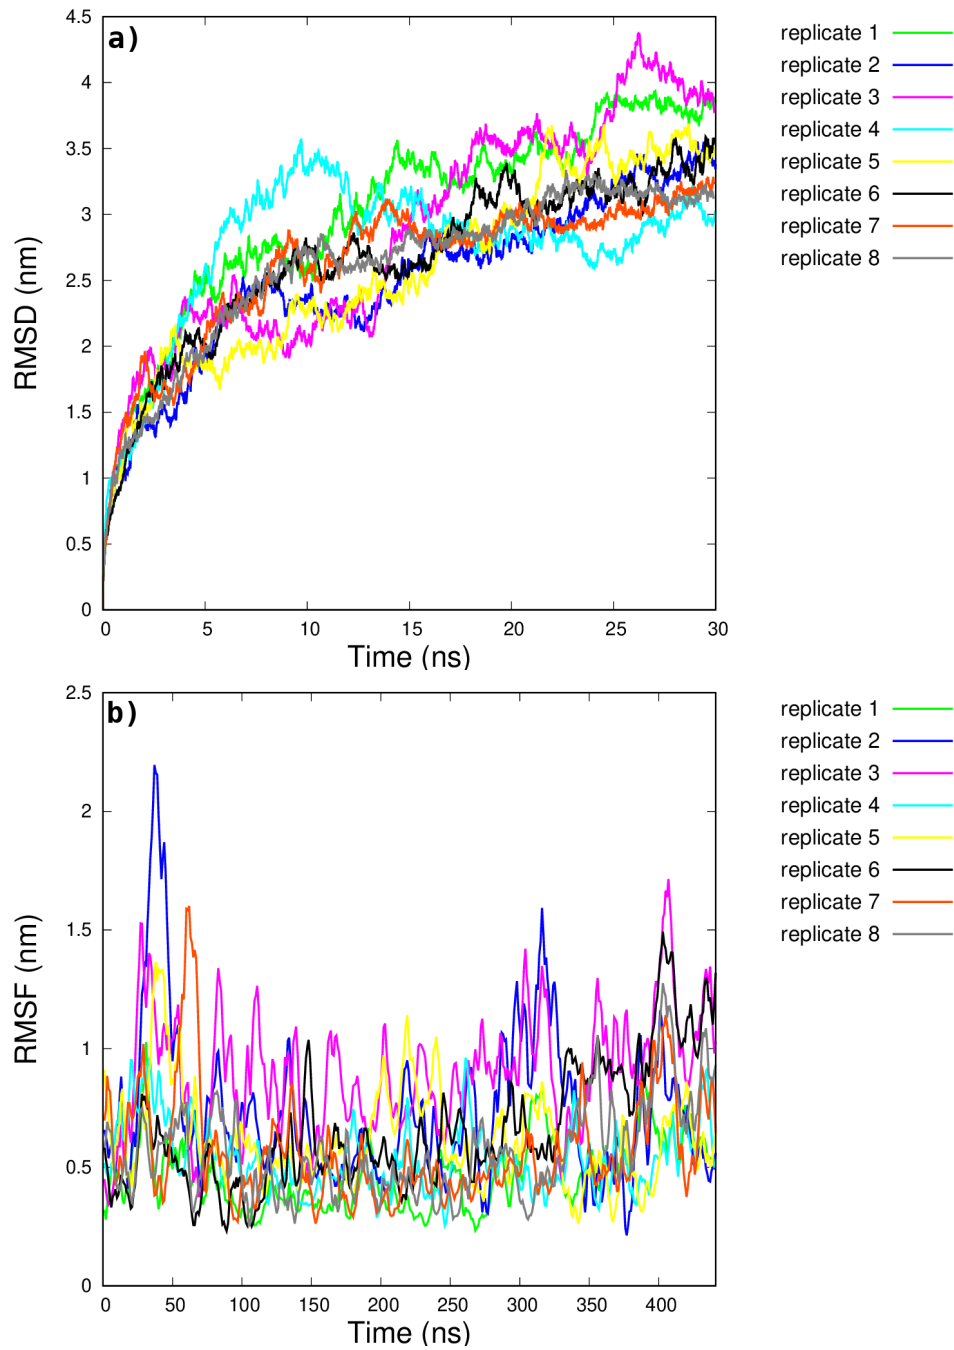 a)
replicate 1
replicate 2
replicate 3
replicate 4
replicate 5
replicate 6
replicate 7
replicate 8
4.5
4
3.5
3
2.5
2
1.5
1
0.5
0
RMSD (nm)
0 5 10 15 20 25 30
Time (ns)
b)
replicate 1
replicate 2
replicate 3
replicate 4
replicate 5
replicate 6
replicate 7
replicate 8
2.5
2
1.5
1
0.5
0
RMSF (nm)
0 50 100 150 200 250 300 350 400
Time (ns)